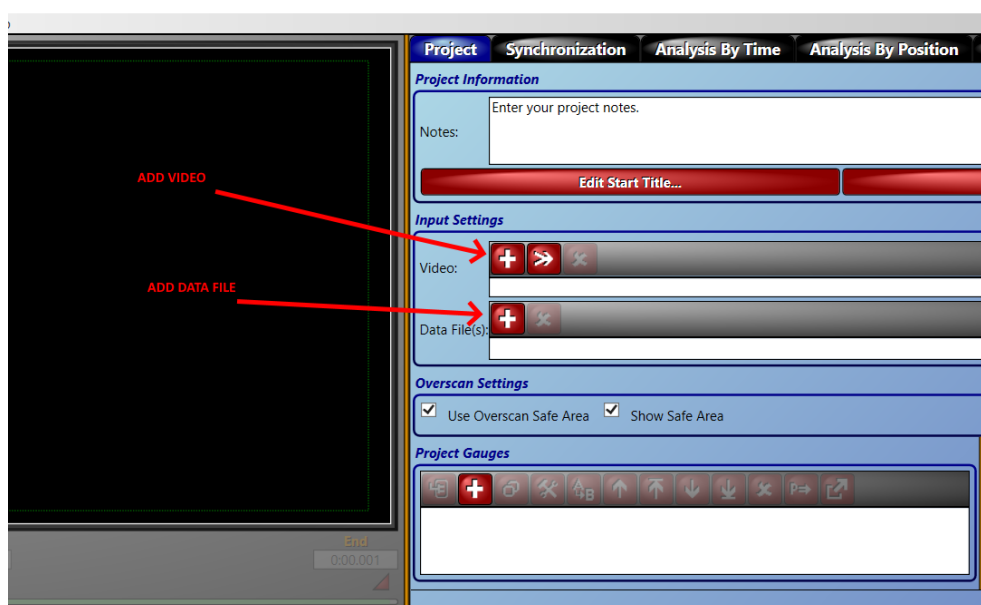 Project Synchronization Analysis By Time Analysis By Position
Project Information
Enter your project notes.
Notes:
ADD VIDEO
Edit Start Title...
Input Settings
Video:
ADD DATA FILE
Data File(s):
Overscan Settings
Use Overscan Safe Area Show Safe Area
Project Gauges
End
0:00.001